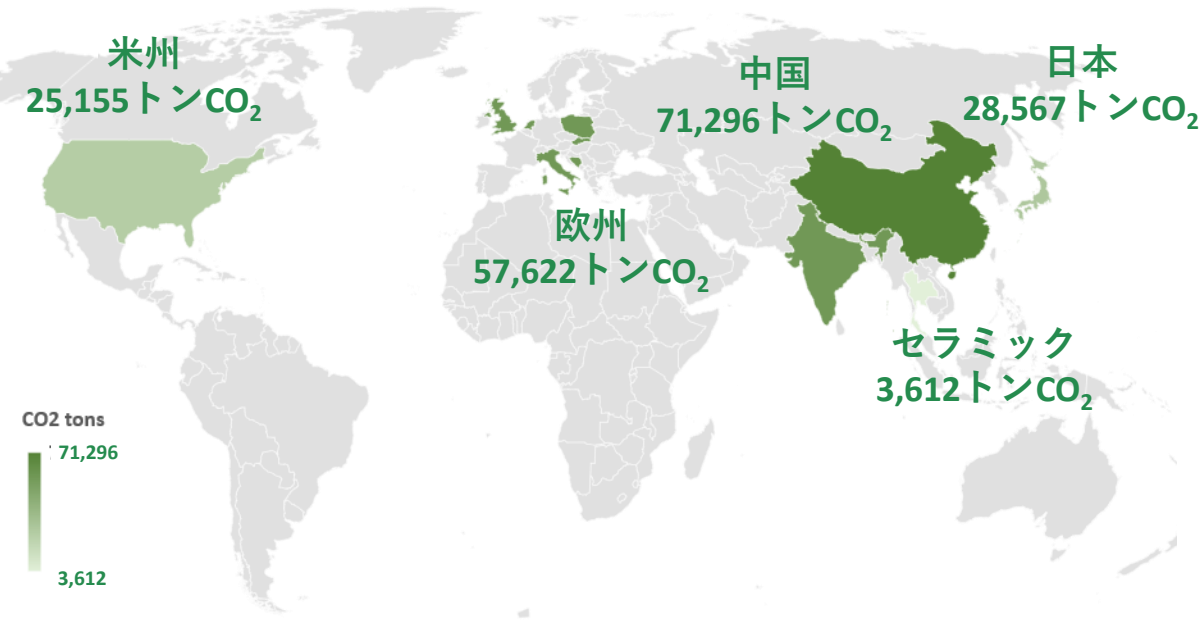 米州
25,155トンCO₂
中国
71,296トンCO₂
日本
28,567トンCO₂
欧州
57,622トンCO₂
セラミック
3,612トンCO₂
CO2 tons
71,296
3,612